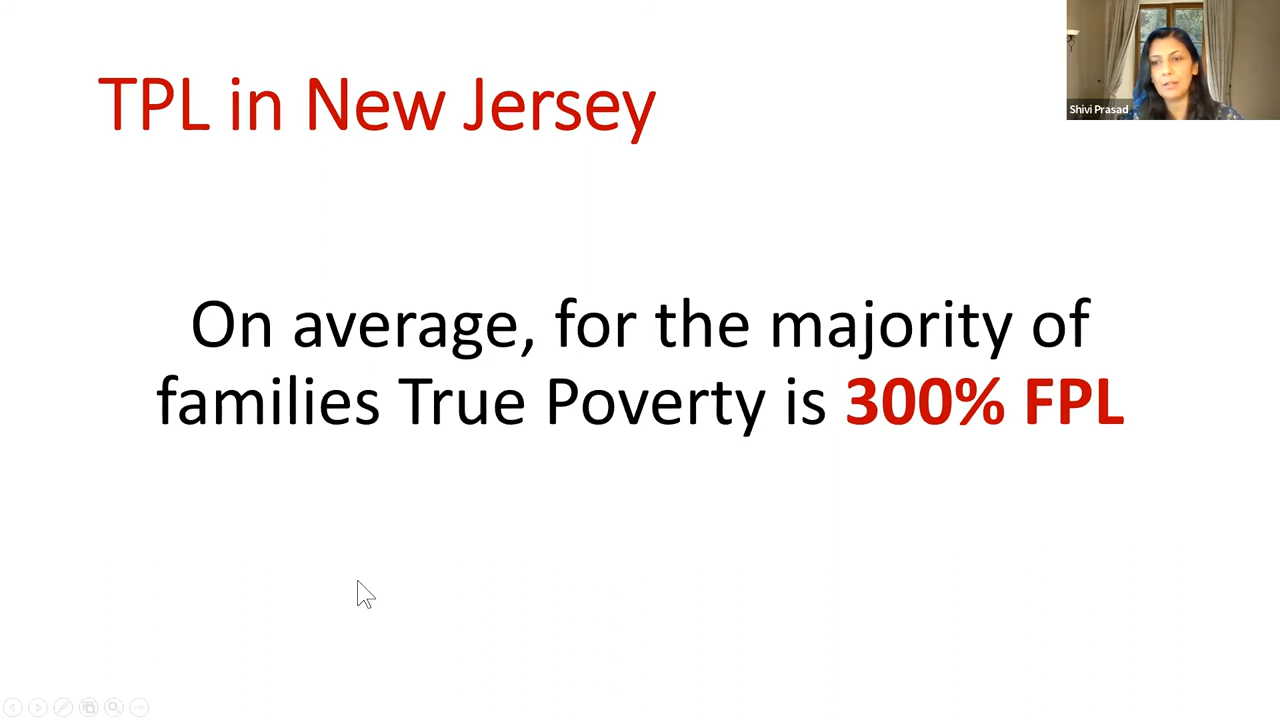 TPL in New Jersey
Shivi Prasad
On average, for the majority of
families True Poverty is 300% FPL